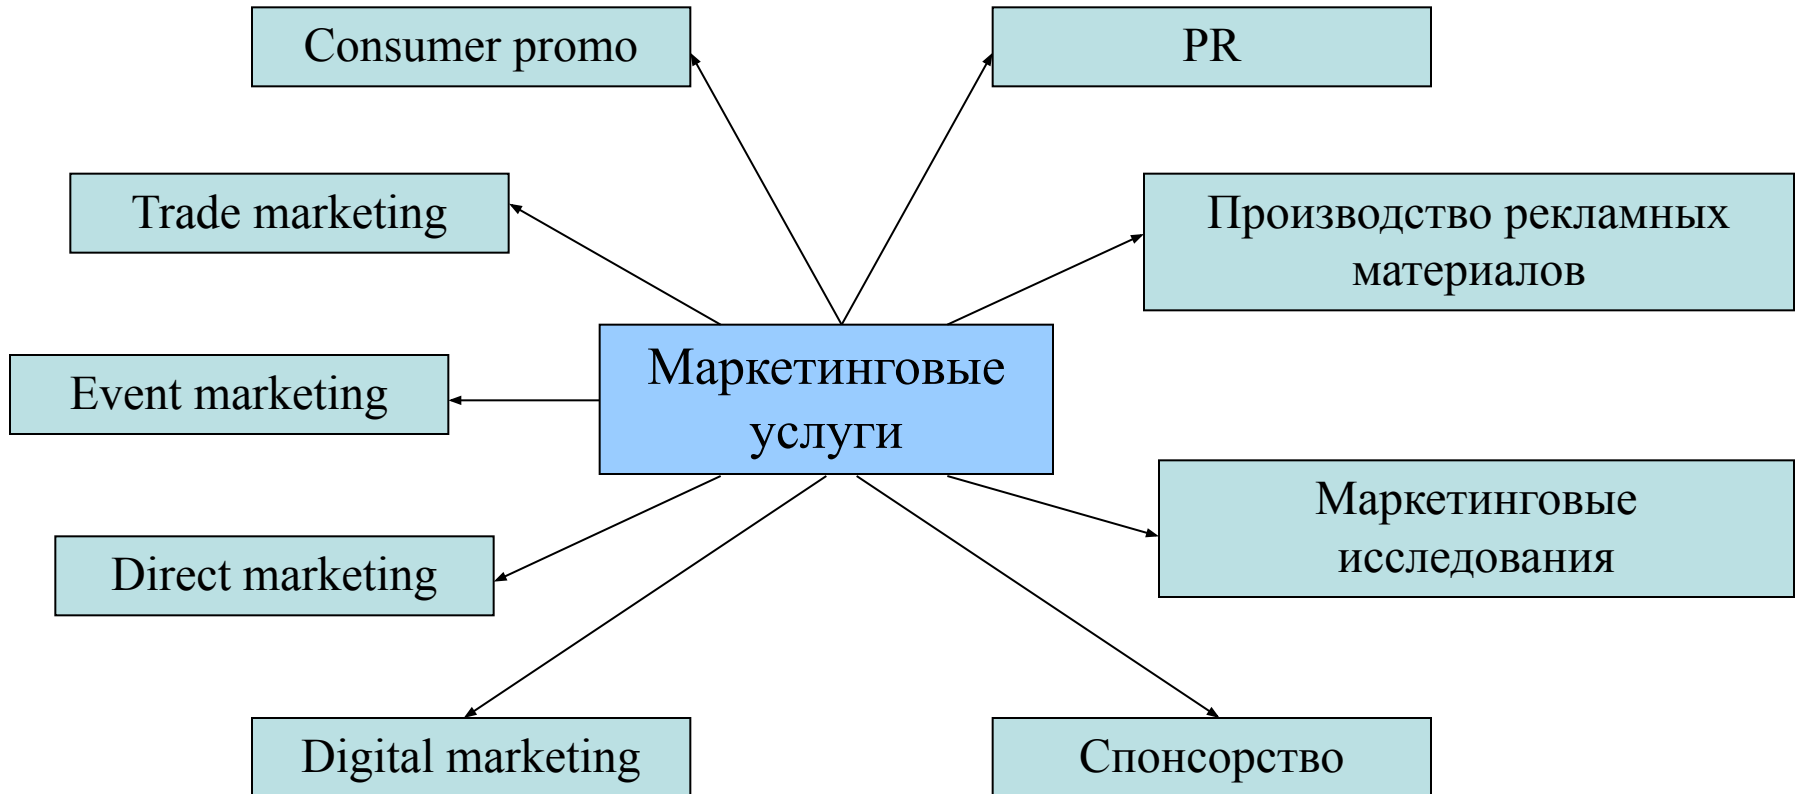 Consumer promo
PR
Trade marketing
Производство рекламных
материалов
Event marketing
Маркетинговые
услуги
Direct marketing
Маркетинговые
исследования
Digital marketing
Спонсорство